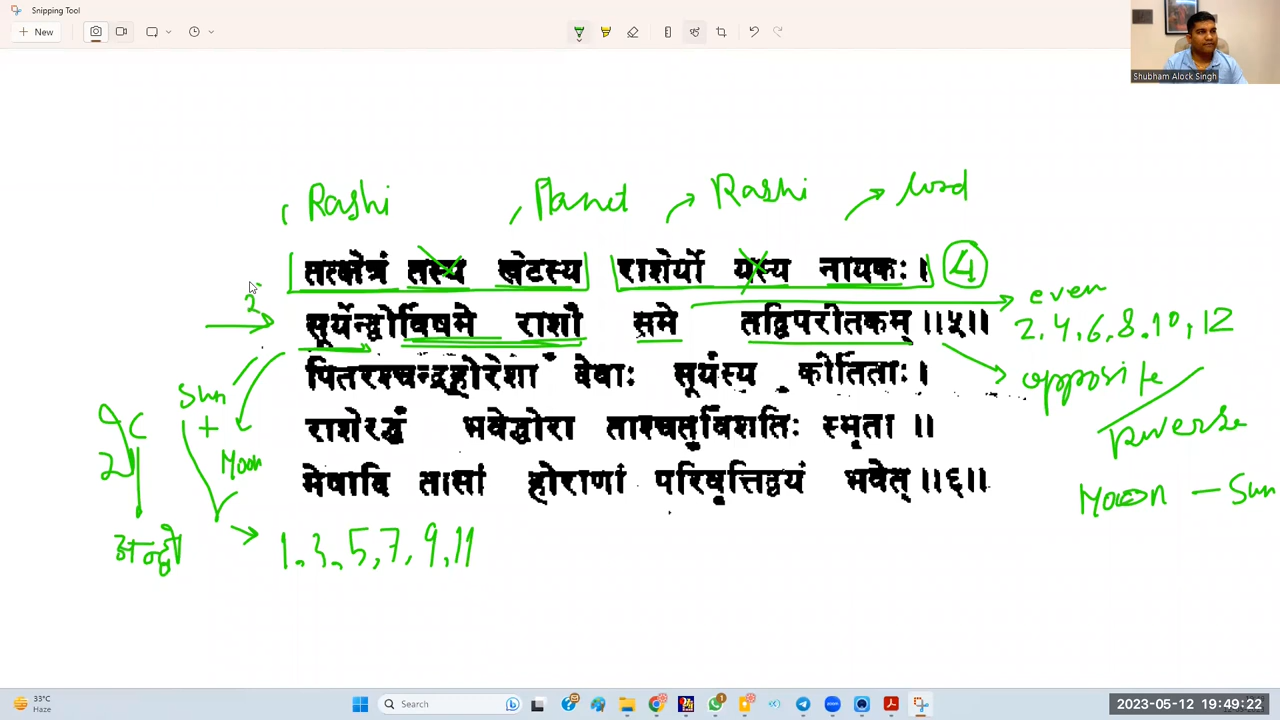 Snipping Tool
+ New
Shubham Alock Singh
Rashi Planet Rashi Lord
तत्क्षेत्रं तस्य खेटस्य राशेर्यो यस्य नायकः। 4
2
even
सूर्येन्द्वोर्विषमे राशौ समे तद्विपरीतकम्॥५॥
2, 4, 6, 8, 10, 12
पितरश्चन्द्रहोरेशा वेधाः सूर्यस्य कीर्तिताः।
opposite
Sun
+
Moon
Reverse
राशेरर्द्धं भवेद्धोरा ताश्चतुर्विशतिः स्मृता॥
मेषादि तासां होराणां परिवृत्तिद्वयं भवेत्॥६॥
Moon – Sun
1, 3, 5, 7, 9, 11
33°C
Haze
Search
2023-05-12 19:49:22